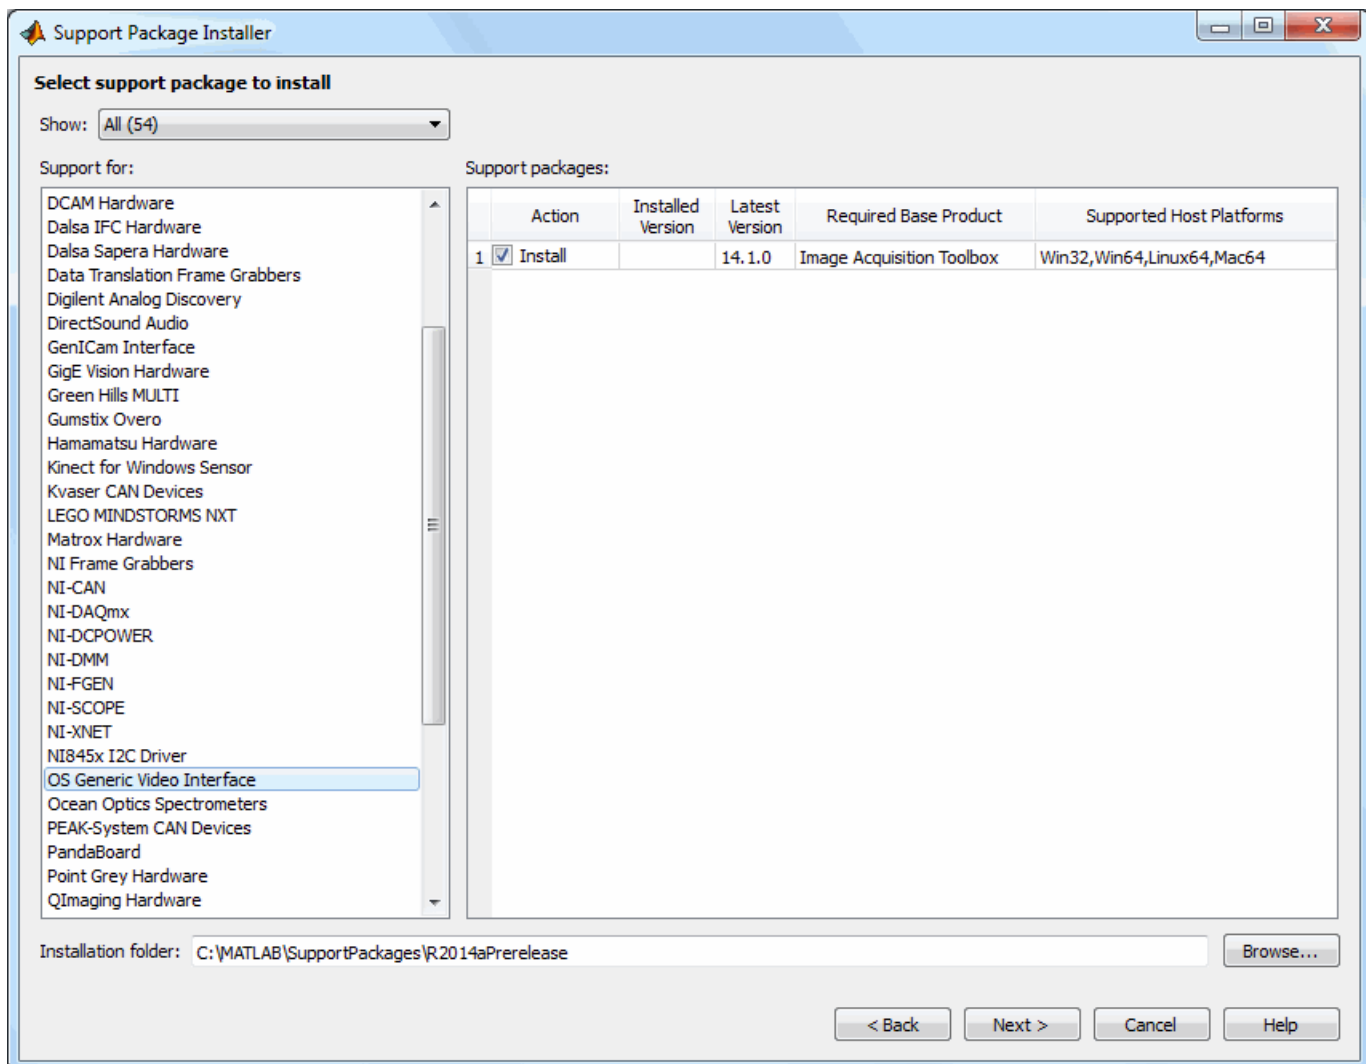 Support Package Installer
Select support package to install
Show: All (54)
Support for:
DCAM Hardware
Dalsa IFC Hardware
Dalsa Sapera Hardware
Data Translation Frame Grabbers
Digilent Analog Discovery
DirectSound Audio
GenICam Interface
GigE Vision Hardware
Green Hills MULTI
Gumstix Overo
Hamamatsu Hardware
Kinect for Windows Sensor
Kvaser CAN Devices
LEGO MINDSTORMS NXT
Matrox Hardware
NI Frame Grabbers
NI-CAN
NI-DAQmx
NI-DCPOWER
NI-DMM
NI-FGEN
NI-SCOPE
NI-XNET
NI845x I2C Driver
OS Generic Video Interface
Ocean Optics Spectrometers
PEAK-System CAN Devices
PandaBoard
Point Grey Hardware
QImaging Hardware
Support packages:
Action Installed Version Latest Version Required Base Product Supported Host Platforms
1 Install 14.1.0 Image Acquisition Toolbox Win32,Win64,Linux64,Mac64
Installation folder: C:\MATLAB\SupportPackages\R2014aPrerelease Browse...
< Back Next > Cancel Help